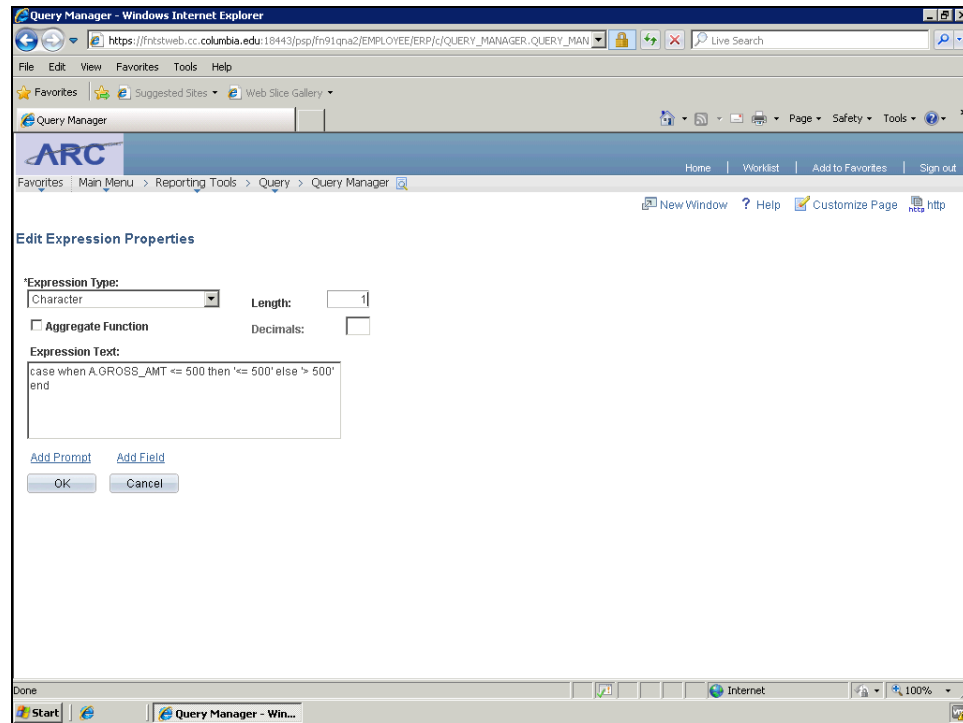 Query Manager - Windows Internet Explorer
https://fntstweb.cc.columbia.edu:18443/psp/fn91qna2/EMPLOYEE/ERP/c/QUERY_MANAGER.QUERY_MAN
Live Search
File Edit View Favorites Tools Help
Favorites Suggested Sites Web Slice Gallery
Query Manager
Page Safety Tools
ARC
Home | Worklist | Add to Favorites | Sign out
Favorites Main Menu > Reporting Tools > Query > Query Manager
New Window ? Help Customize Page http
Edit Expression Properties
*Expression Type:
Character
Length: 1
Aggregate Function
Decimals:
Expression Text:
case when A.GROSS_AMT <= 500 then '<= 500' else '> 500'
end
Add Prompt Add Field
OK Cancel
Done
Internet
100%
Start
Query Manager - Win...